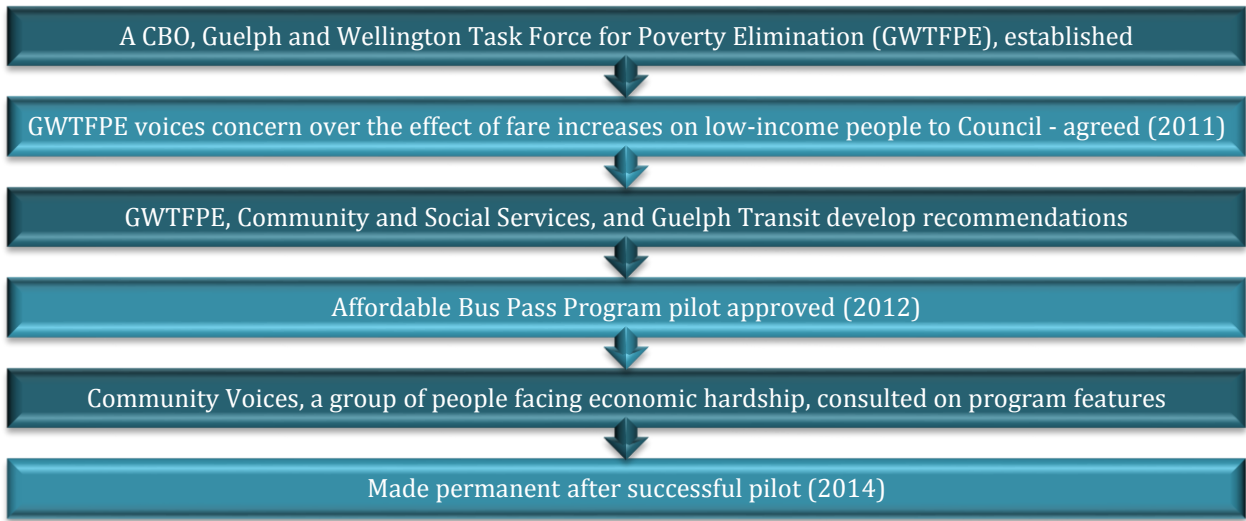 A CBO, Guelph and Wellington Task Force for Poverty Elimination (GWTFPE), established
GWTFPE voices concern over the effect of fare increases on low-income people to Council - agreed (2011)
GWTFPE, Community and Social Services, and Guelph Transit develop recommendations
Affordable Bus Pass Program pilot approved (2012)
Community Voices, a group of people facing economic hardship, consulted on program features
Made permanent after successful pilot (2014)